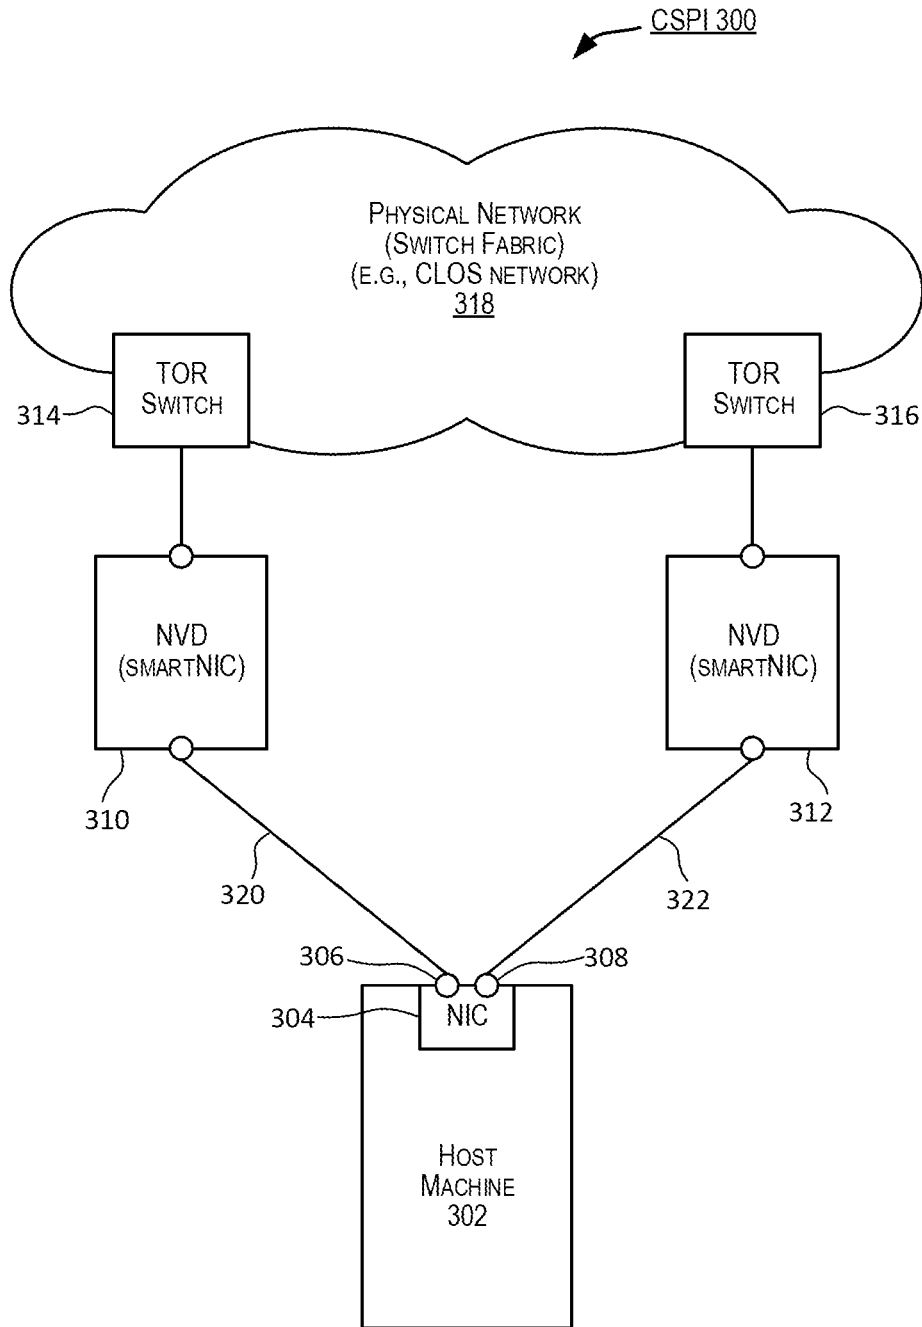 CSPI 300
PHYSICAL NETWORK
(SWITCH FABRIC)
(E.G., CLOS NETWORK)
318
TOR
SWITCH
314
TOR
SWITCH
316
NVD
(SMARTNIC)
310
NVD
(SMARTNIC)
312
320
322
306
308
304
NIC
HOST
MACHINE
302